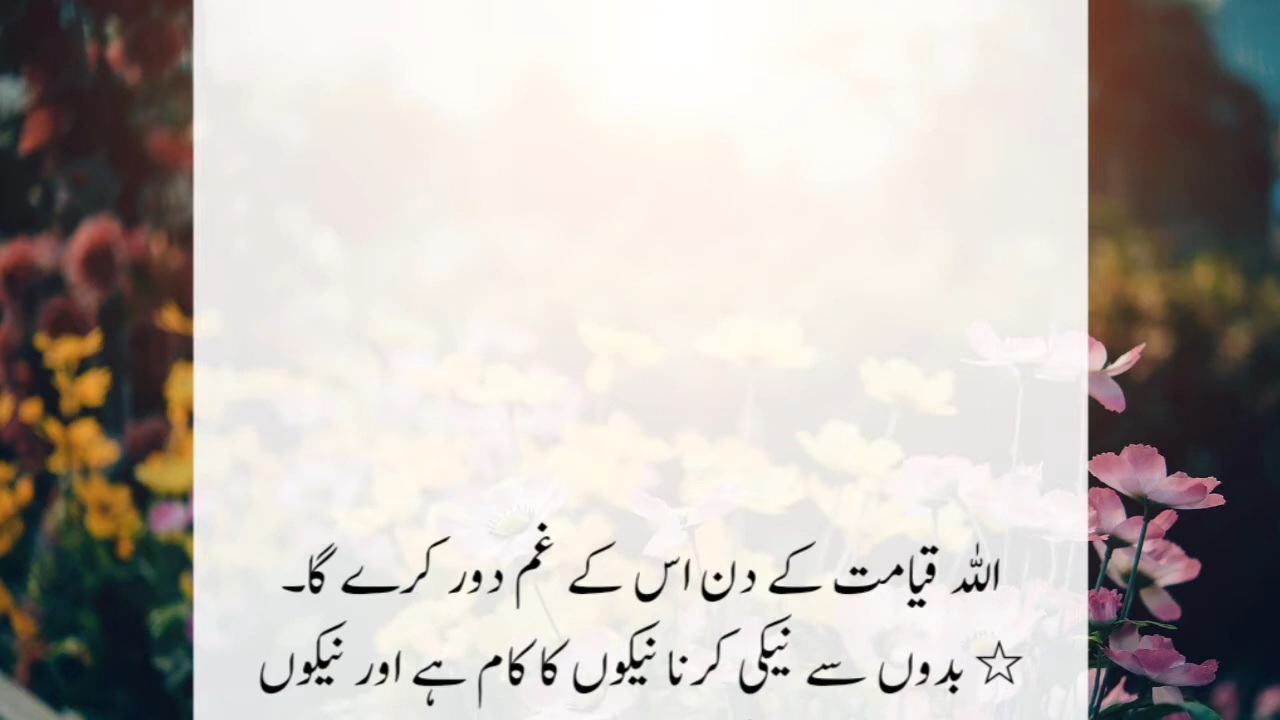 اللہ قیامت کے دن اس کے غم دور کرے گا۔
☆ بدوں سے نیکی کرنا نیکوں کا کام ہے اور نیکوں